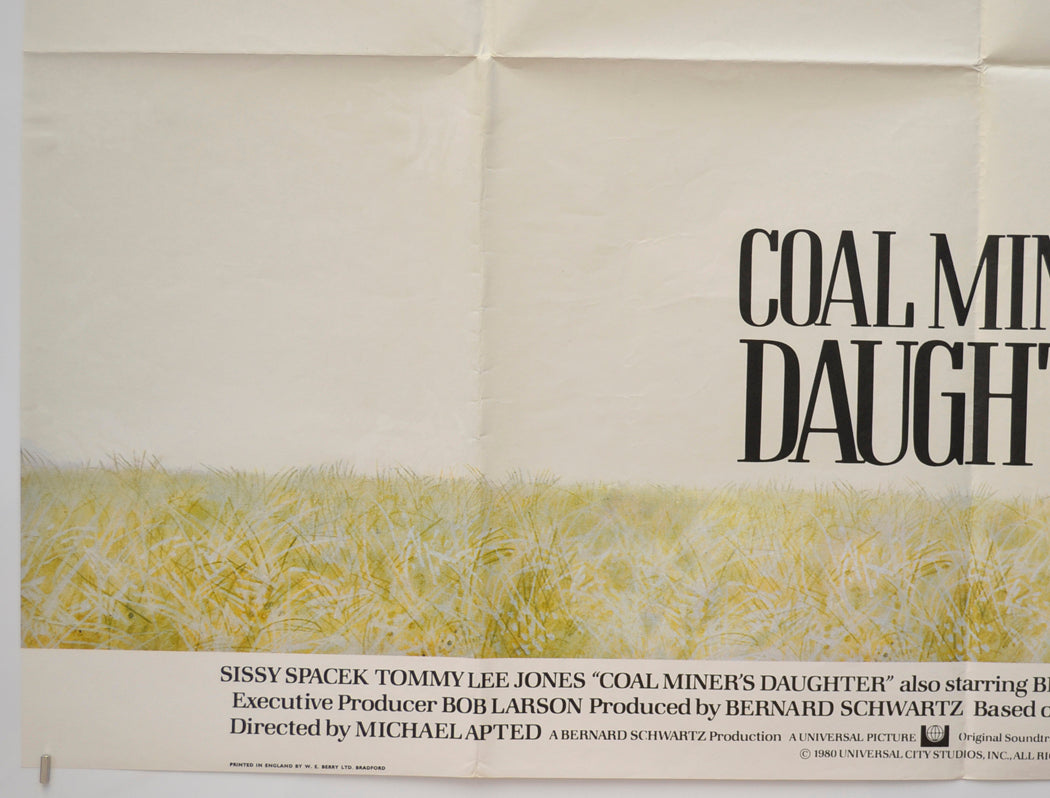 COAL MIN
DAUGHT
SISSY SPACEK TOMMY LEE JONES “COAL MINER’S DAUGHTER” also starring B
Executive Producer BOB LARSON Produced by BERNARD SCHWARTZ Based o
Directed by MICHAEL APTED A BERNARD SCHWARTZ Production A UNIVERSAL PICTURE Original Soundtr
© 1980 UNIVERSAL CITY STUDIOS, INC., ALL RI
PRINTED IN ENGLAND BY W. E. BERRY LTD. BRADFORD